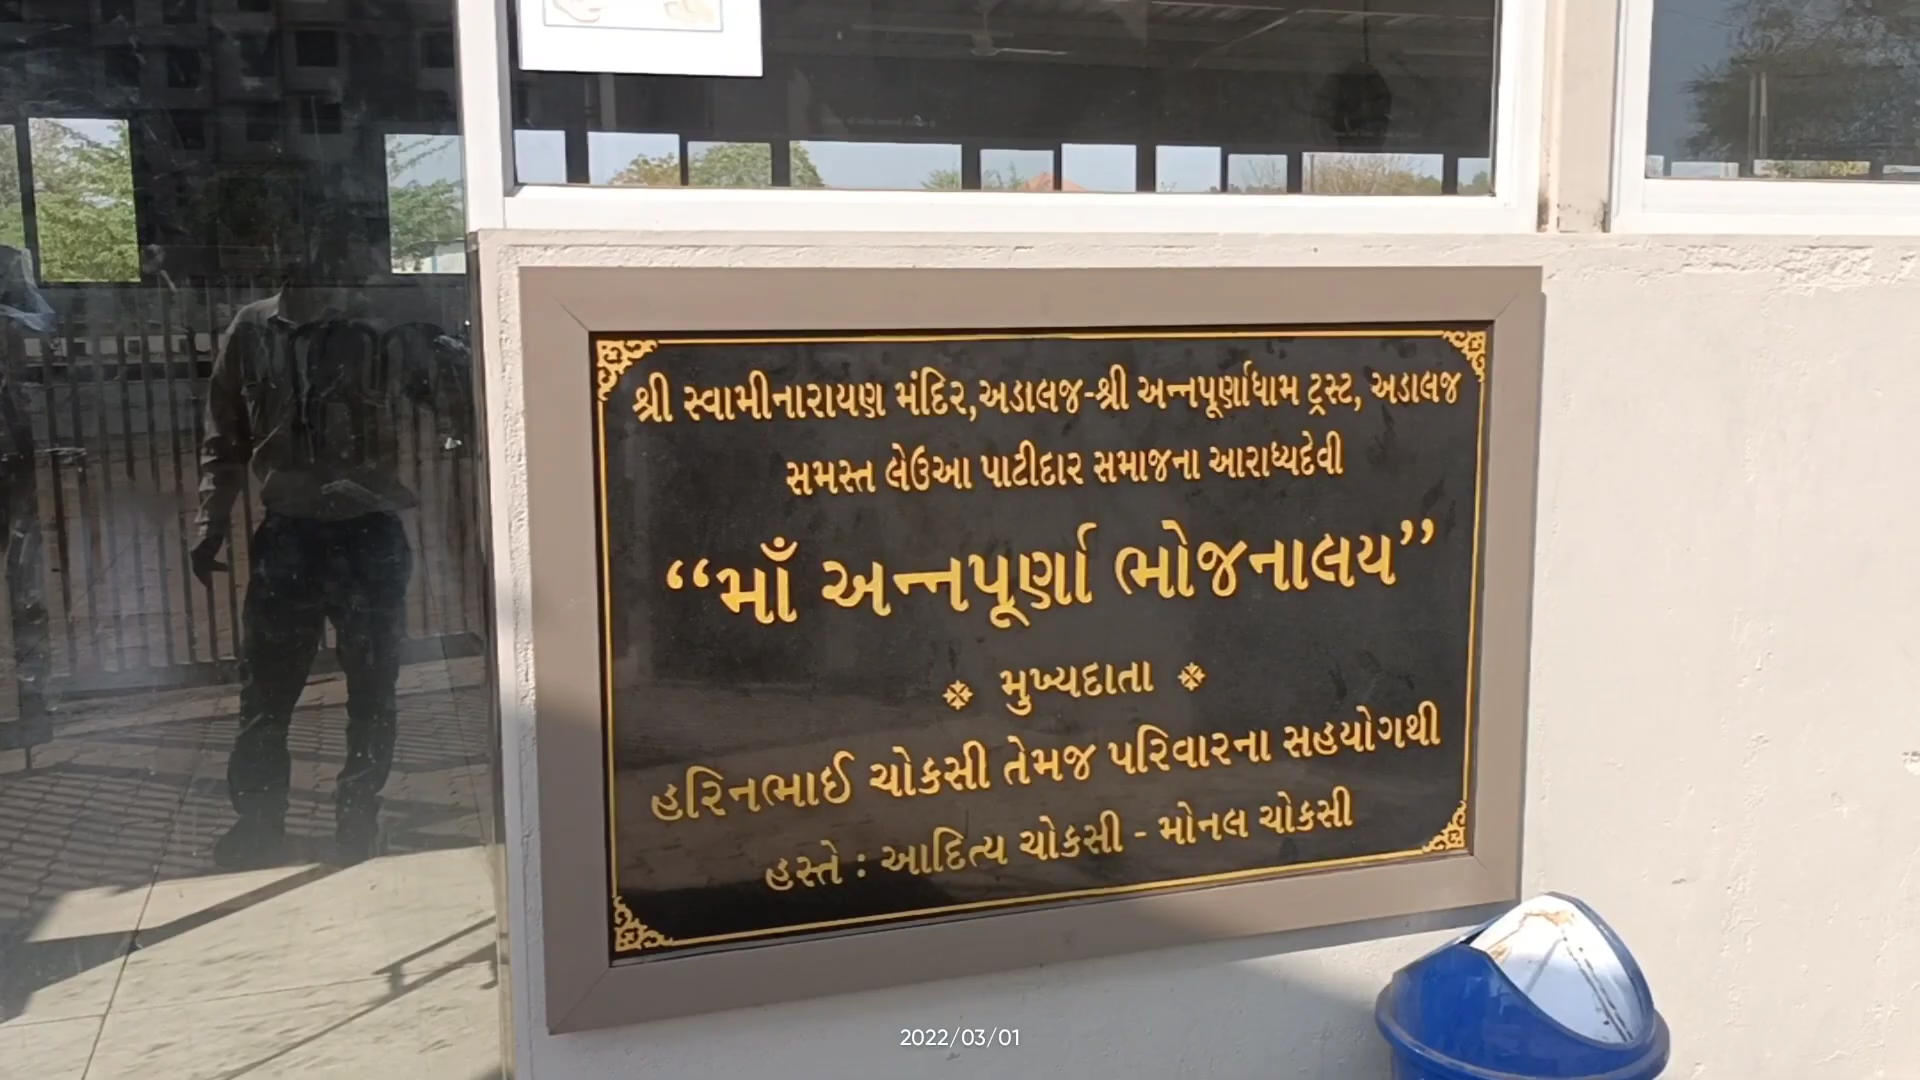 શ્રી સ્વામીનારાયણ મંદિર,અડાલજ-શ્રી અન્નપૂર્ણાધામ ટ્રસ્ટ, અડાલજ
સમસ્ત લેઉઆ પાટીદાર સમાજના આરાધ્યદેવી
“માઁ અન્નપૂર્ણા ભોજનાલય”
મુખ્યદાતા
હરિનભાઈ ચોકસી તેમજ પરિવારના સહયોગથી
હસ્તે : આદિત્ય ચોકસી - મોનલ ચોકસી
2022/03/01